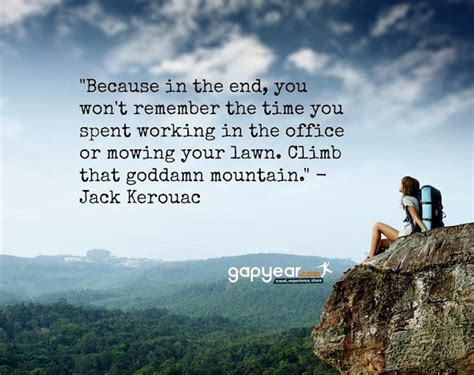 "Because in the end, you
won't remember the time you
spent working in the office
or mowing your lawn. Climb
that goddamn mountain." -
Jack Kerouac
gapyear.com
travel, experience, share